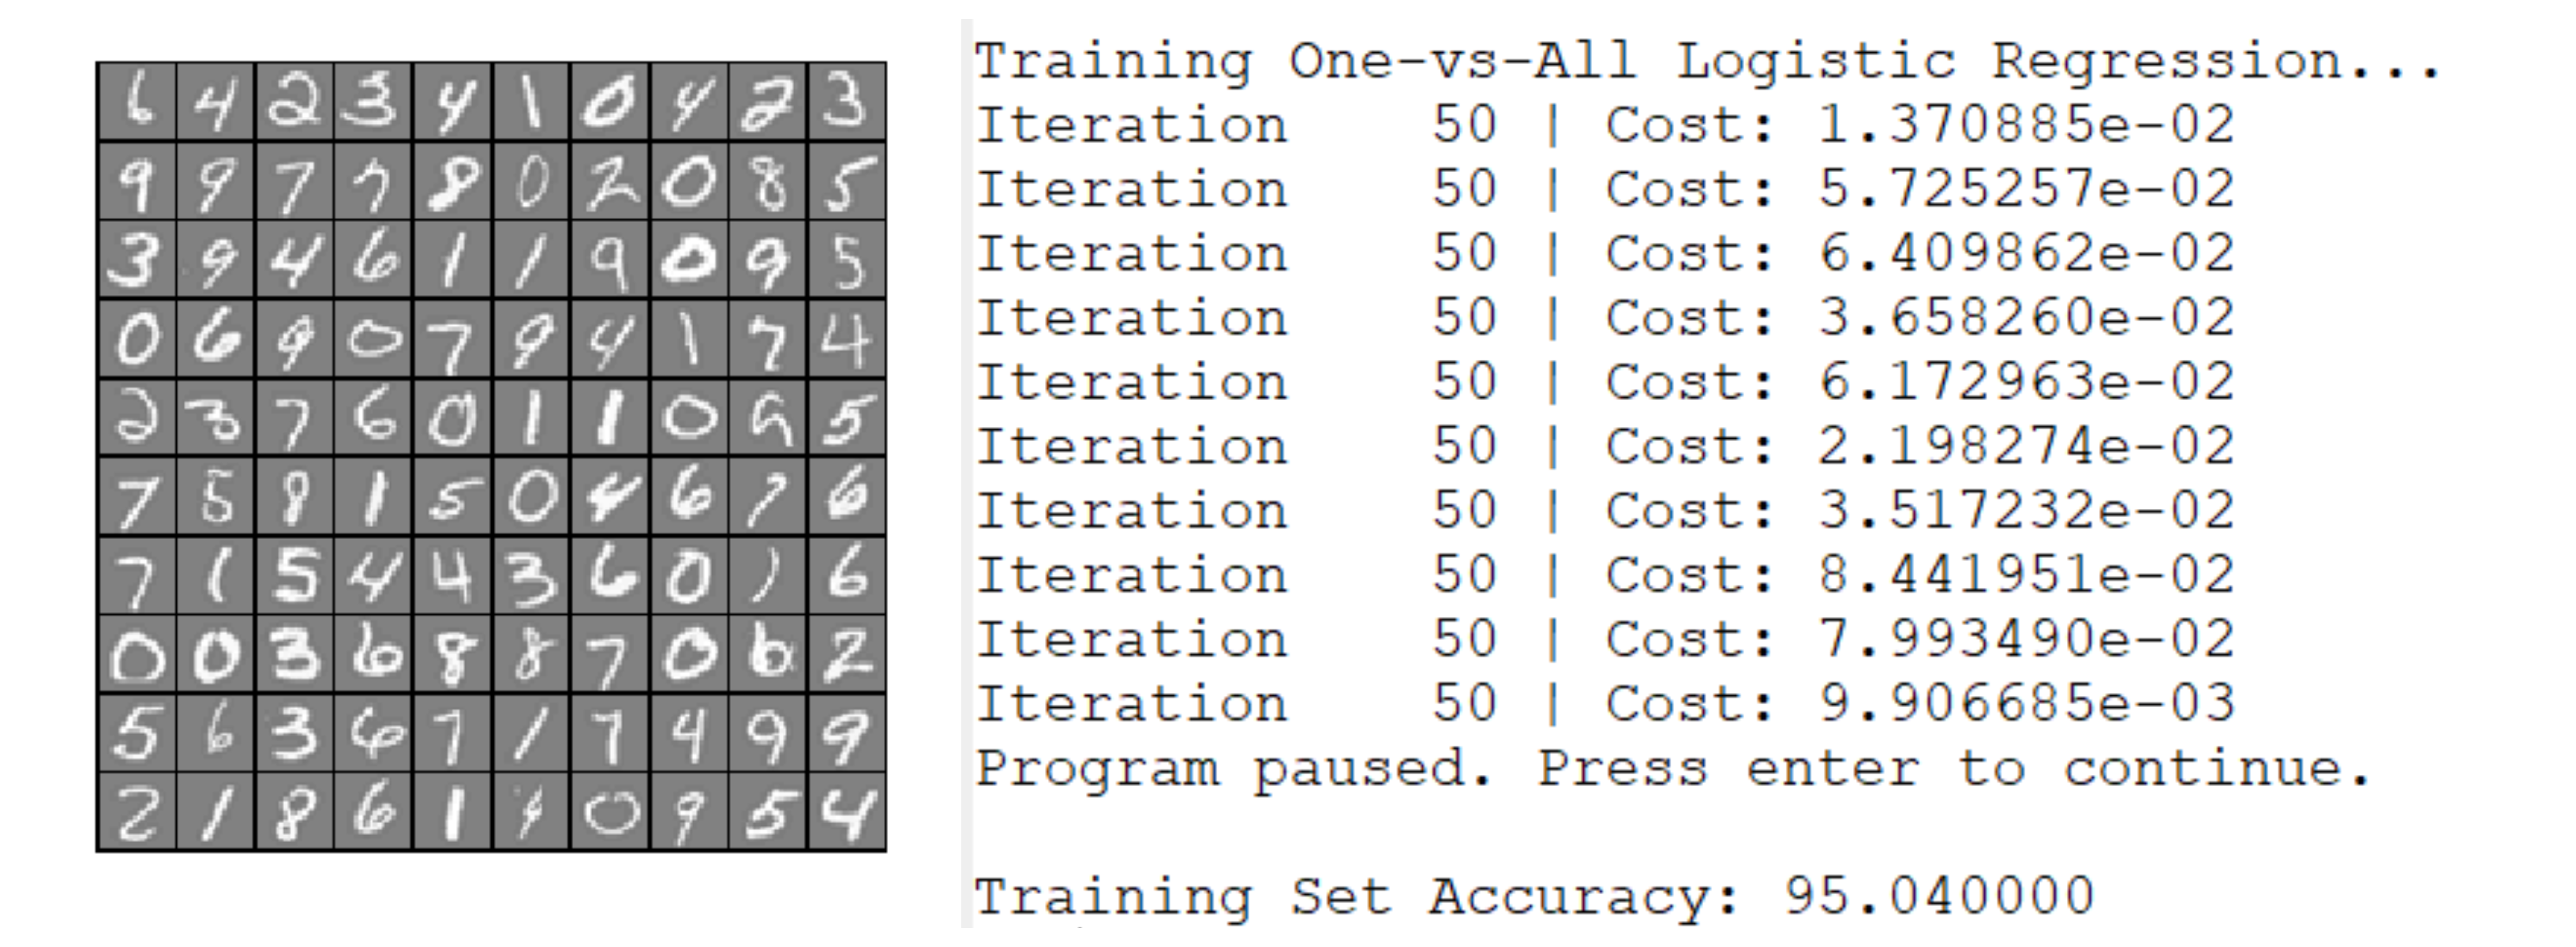 6 4 2 3 4 1 0 4 2 3
9 9 7 7 8 0 2 0 8 5
3 9 4 6 1 1 9 0 9 5
0 6 9 0 7 9 4 1 7 4
2 3 7 6 0 1 1 0 9 5
7 5 8 1 5 0 4 6 7 6
7 1 5 4 4 3 6 0 ) 6
0 0 3 6 8 8 7 0 6 2
5 6 3 6 7 1 7 4 9 9
2 1 8 6 1 4 0 9 5 4
Training One-vs-All Logistic Regression...
Iteration 50 | Cost: 1.370885e-02
Iteration 50 | Cost: 5.725257e-02
Iteration 50 | Cost: 6.409862e-02
Iteration 50 | Cost: 3.658260e-02
Iteration 50 | Cost: 6.172963e-02
Iteration 50 | Cost: 2.198274e-02
Iteration 50 | Cost: 3.517232e-02
Iteration 50 | Cost: 8.441951e-02
Iteration 50 | Cost: 7.993490e-02
Iteration 50 | Cost: 9.906685e-03
Program paused. Press enter to continue.
Training Set Accuracy: 95.040000